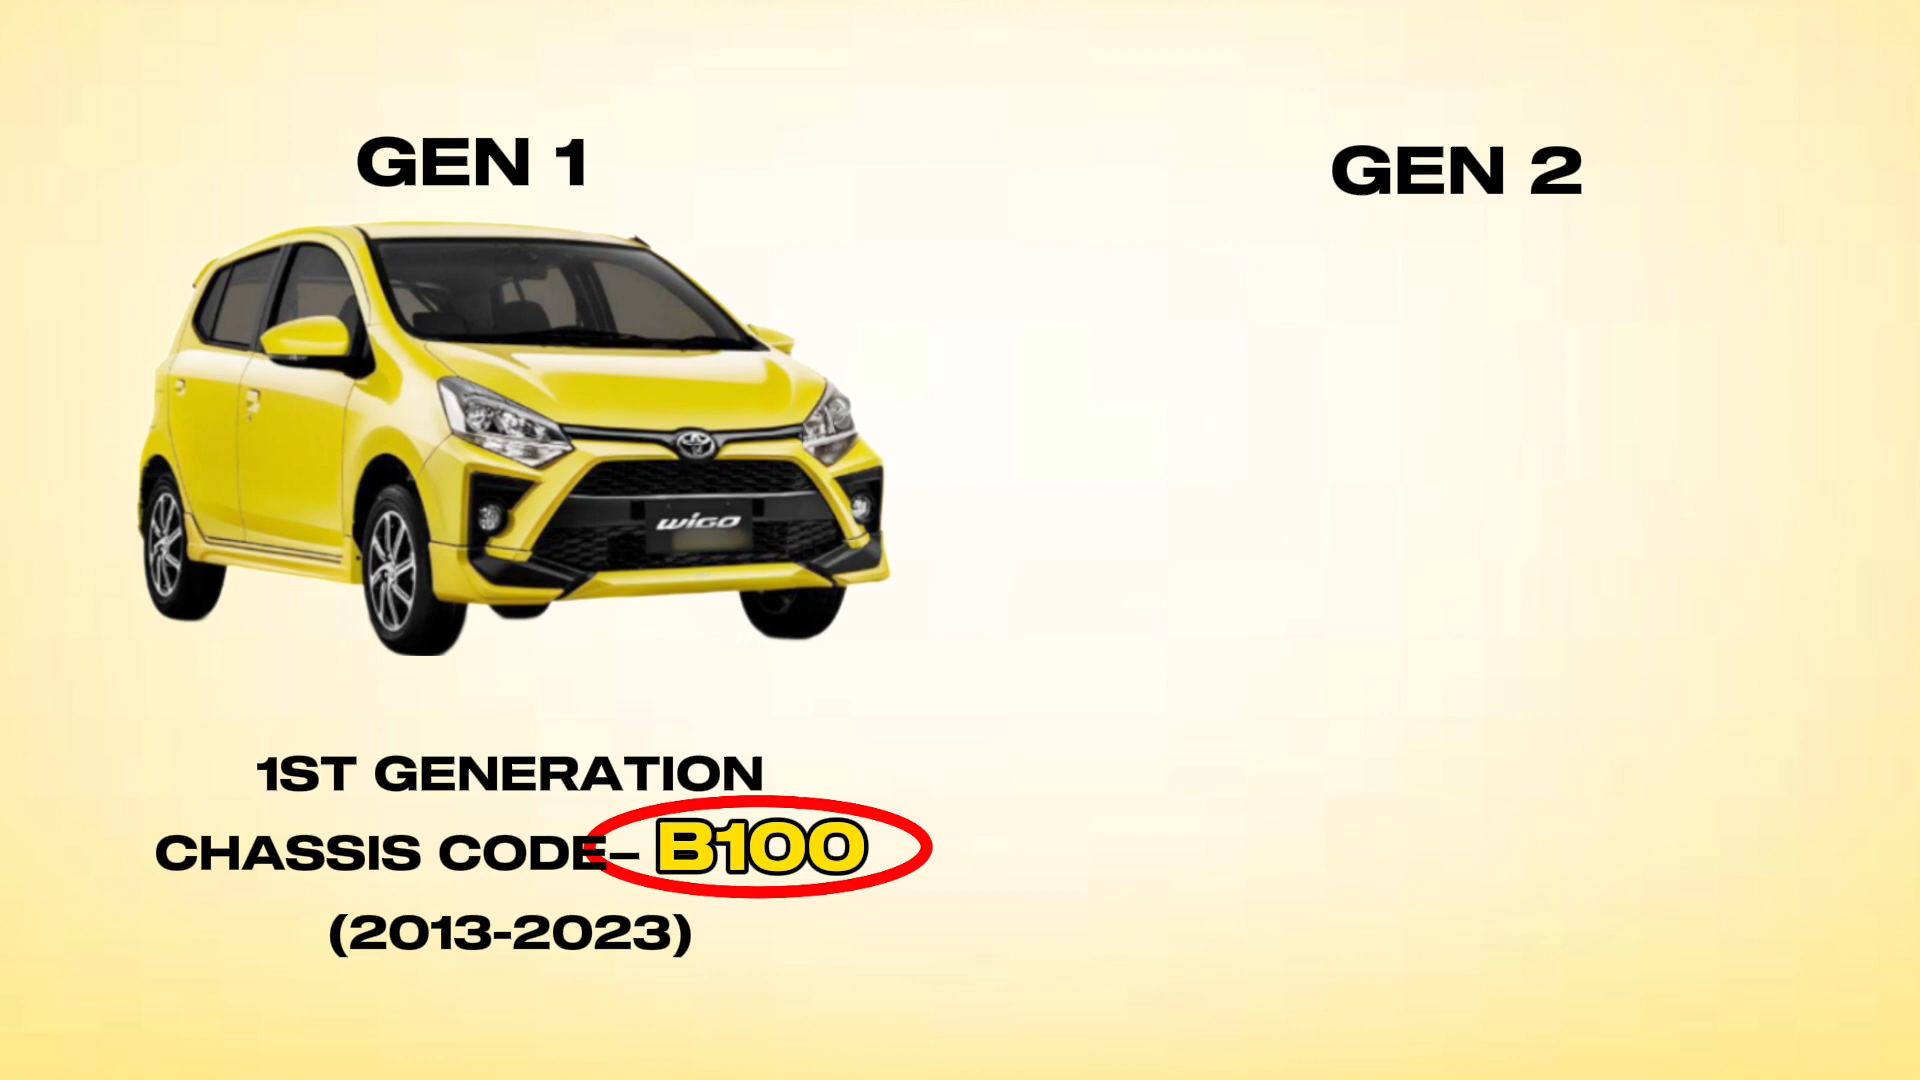 GEN 1
GEN 2
WIGO
1ST GENERATION
CHASSIS CODE– B100
(2013-2023)